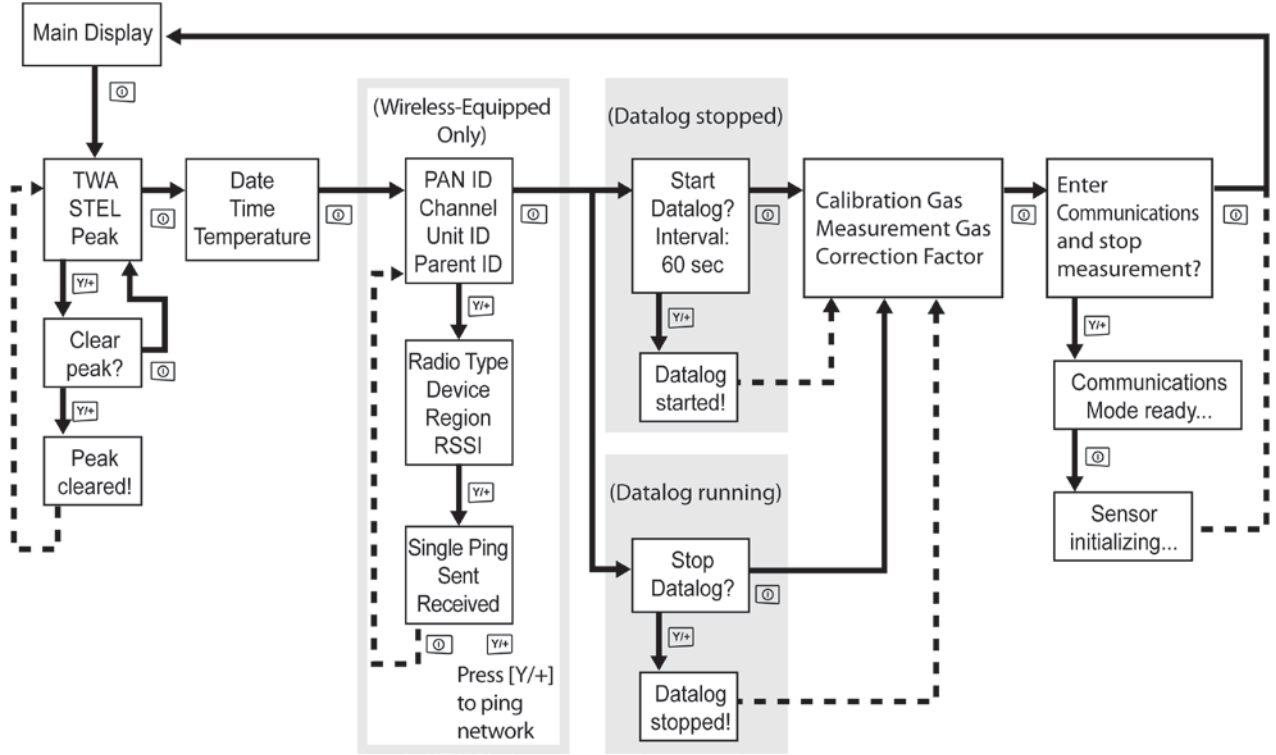 Main Display
TWA
STEL
Peak
Y/+
Clear
peak?
Y/+
Peak
cleared!
Date
Time
Temperature
(Wireless-Equipped
Only)
PAN ID
Channel
Unit ID
Parent ID
Y/+
Radio Type
Device
Region
RSSI
Y/+
Single Ping
Sent
Received
Y/+
Press [Y/+]
to ping
network
(Datalog stopped)
Start
Datalog?
Interval:
60 sec
Y/+
Datalog
started!
(Datalog running)
Stop
Datalog?
Y/+
Datalog
stopped!
Calibration Gas
Measurement Gas
Correction Factor
Enter
Communications
and stop
measurement?
Y/+
Communications
Mode ready...
Sensor
initializing...